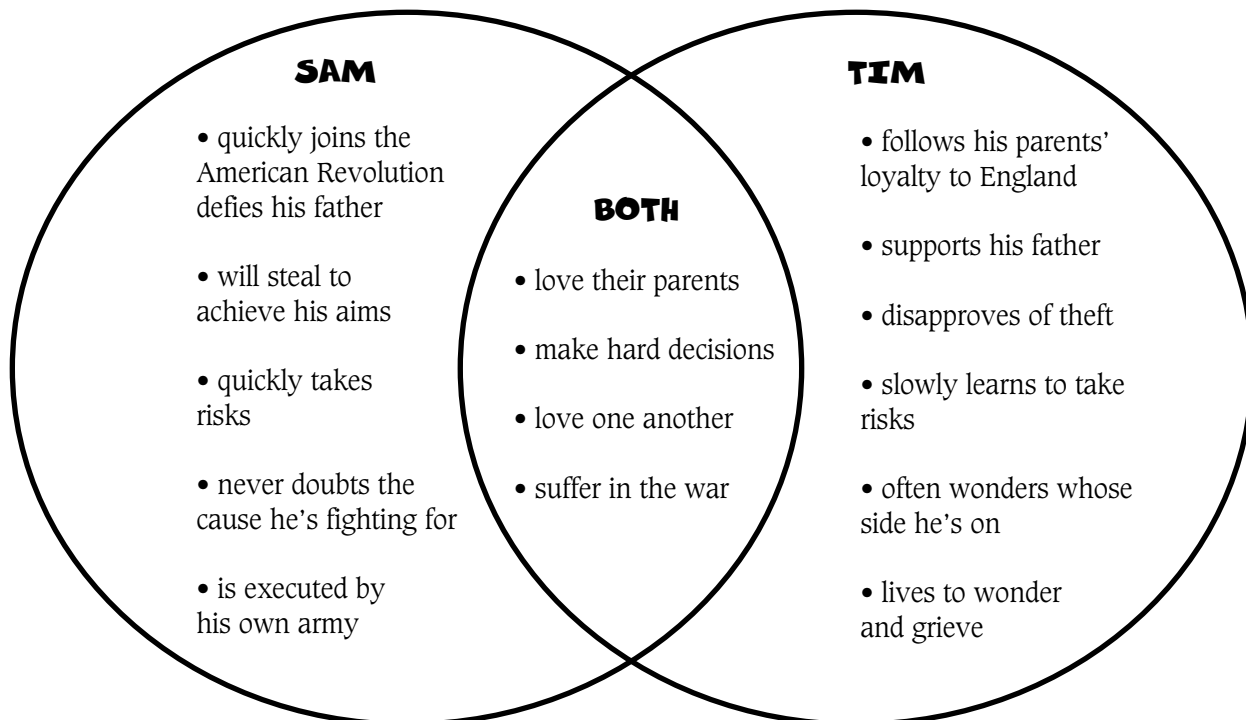 SAM
• quickly joins the
American Revolution
defies his father
• will steal to
achieve his aims
• quickly takes
risks
• never doubts the
cause he’s fighting for
• is executed by
his own army
BOTH
• love their parents
• make hard decisions
• love one another
• suffer in the war
TIM
• follows his parents’
loyalty to England
• supports his father
• disapproves of theft
• slowly learns to take
risks
• often wonders whose
side he’s on
• lives to wonder
and grieve